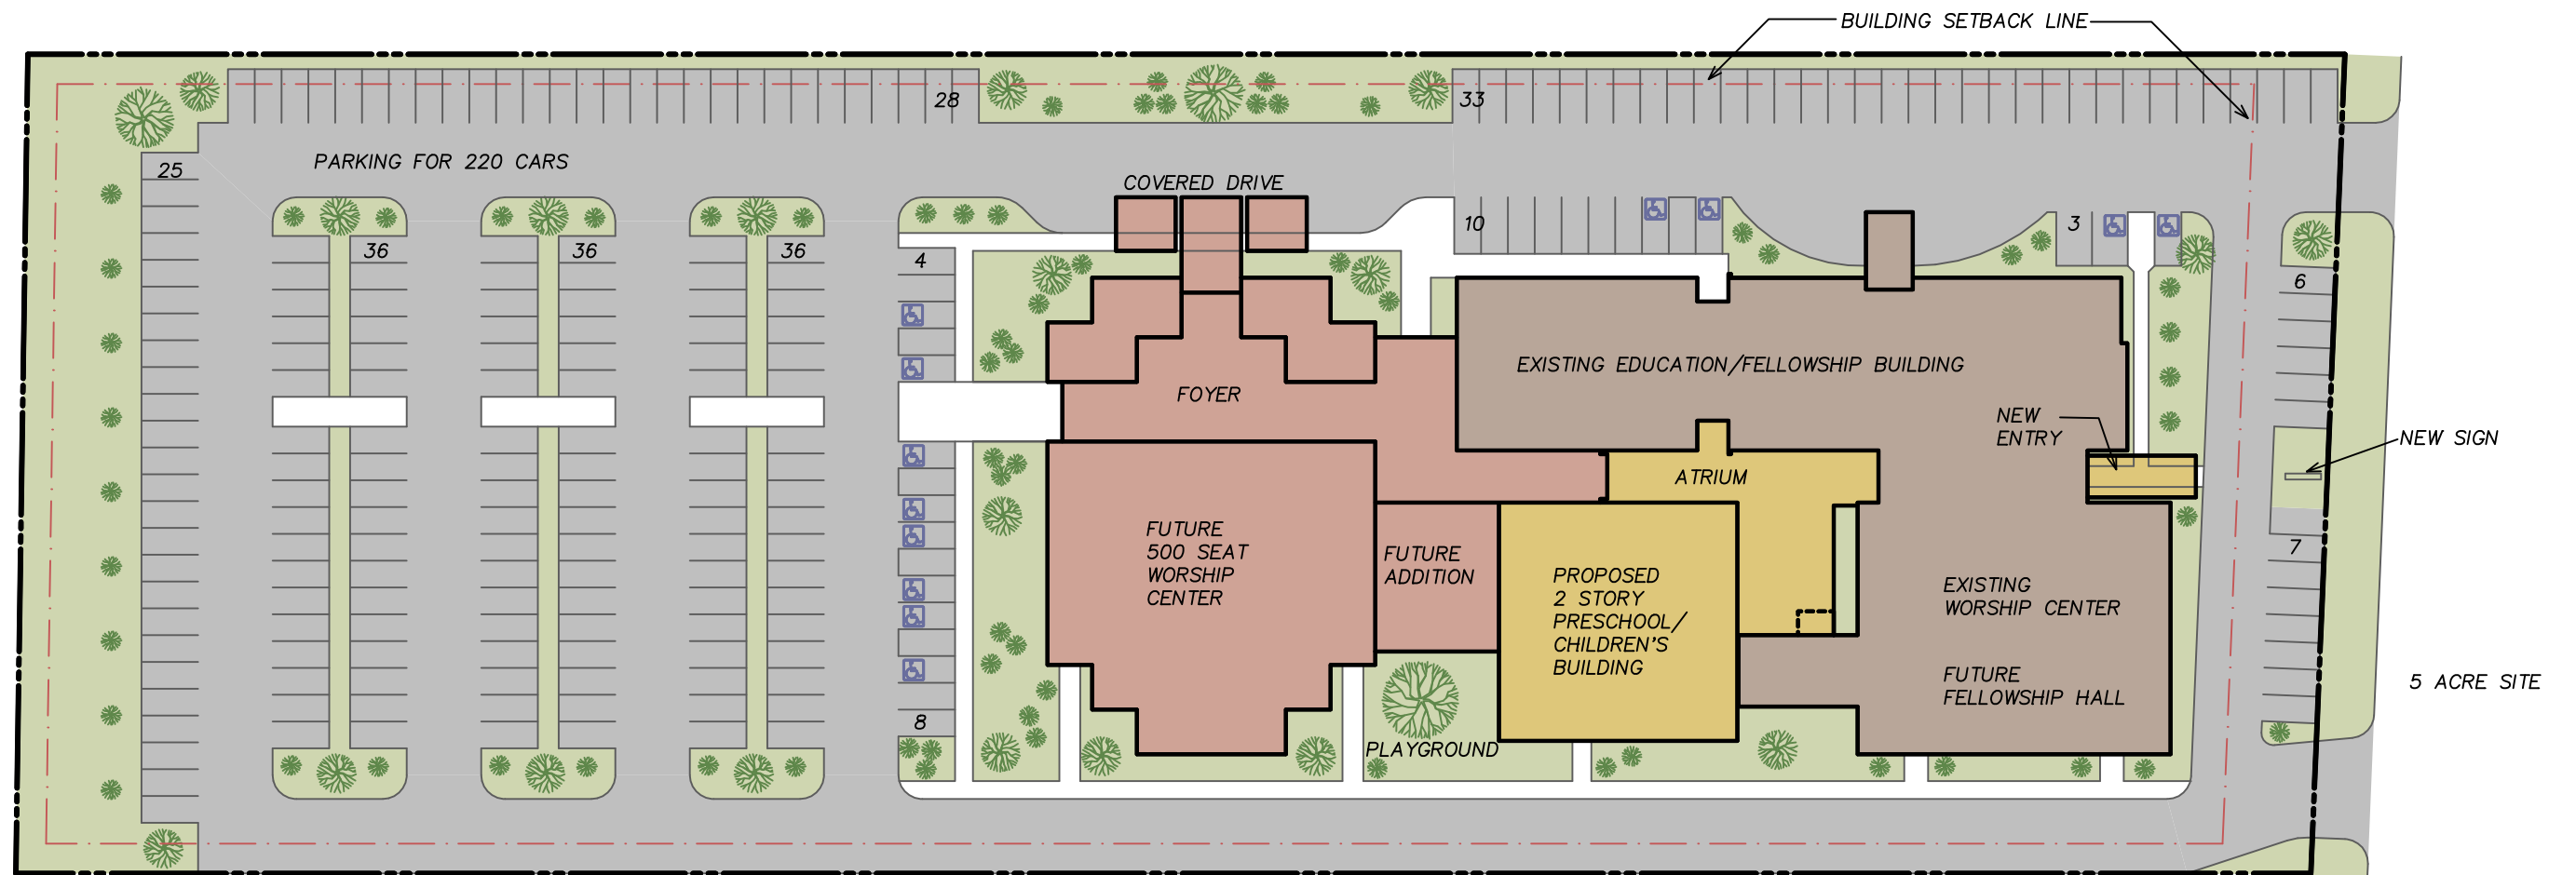 BUILDING SETBACK LINE
28
33
25
PARKING FOR 220 CARS
COVERED DRIVE
36
36
36
4
10
3
6
EXISTING EDUCATION/FELLOWSHIP BUILDING
FOYER
NEW
ENTRY
NEW SIGN
ATRIUM
FUTURE
500 SEAT
WORSHIP
CENTER
FUTURE
ADDITION
PROPOSED
2 STORY
PRESCHOOL/
CHILDREN'S
BUILDING
EXISTING
WORSHIP CENTER
7
FUTURE
FELLOWSHIP HALL
5 ACRE SITE
8
PLAYGROUND